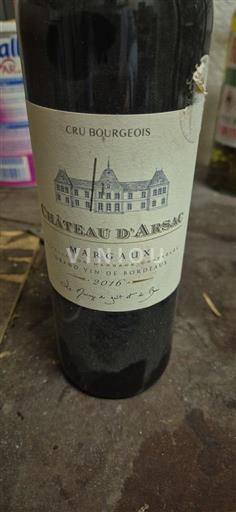 CRU BOURGEOIS
CHÂTEAU D'ARSAC
MARGAUX
GRAND VIN DE BORDEAUX
2016